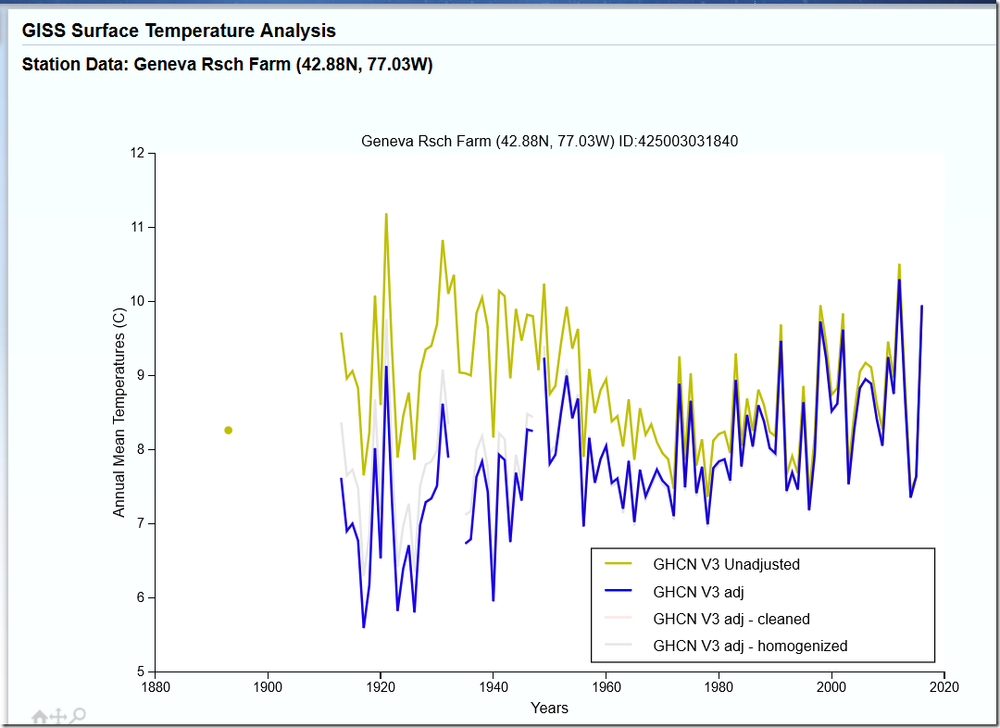 GISS Surface Temperature Analysis
Station Data: Geneva Rsch Farm (42.88N, 77.03W)
Geneva Rsch Farm (42.88N, 77.03W) ID:425003031840
12
11
10
9
8
7
6
5
Annual Mean Temperatures (C)
GHCN V3 Unadjusted
GHCN V3 adj
GHCN V3 adj - cleaned
GHCN V3 adj - homogenized
1880 1900 1920 1940 1960 1980 2000 2020
Years